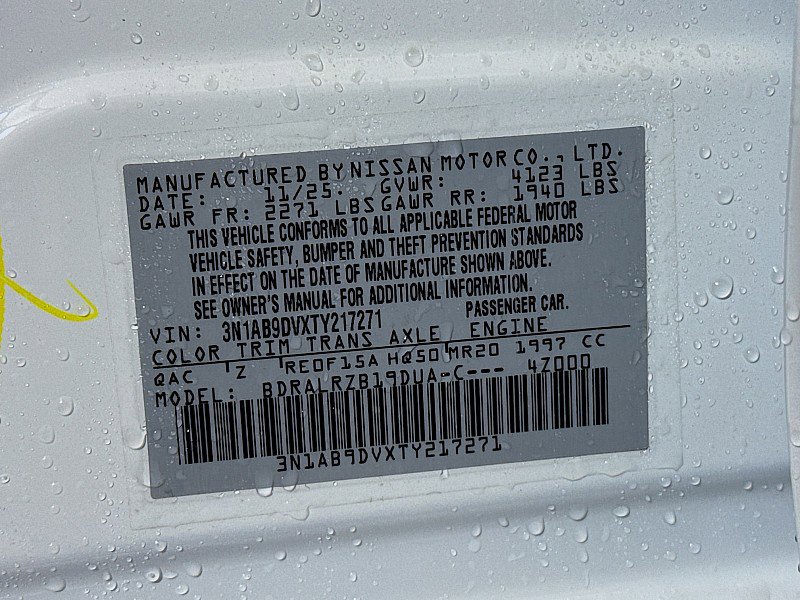 MANUFACTURED BY NISSAN MOTOR CO., LTD.
DATE: 11/25. GVWR: 4123 LBS
GAWR FR: 2271 LBS GAWR RR: 1940 LBS
THIS VEHICLE CONFORMS TO ALL APPLICABLE FEDERAL MOTOR
VEHICLE SAFETY, BUMPER AND THEFT PREVENTION STANDARDS
IN EFFECT ON THE DATE OF MANUFACTURE SHOWN ABOVE.
SEE OWNER'S MANUAL FOR ADDITIONAL INFORMATION.
VIN: 3N1AB9DVXTY217271 PASSENGER CAR.
COLOR TRIM TRANS AXLE ENGINE
QAC Z RE0F15A HQ50 MR20 1997 CC
MODEL: BDRALRZB19DUA-C--- 4Z000
3N1AB9DVXTY217271